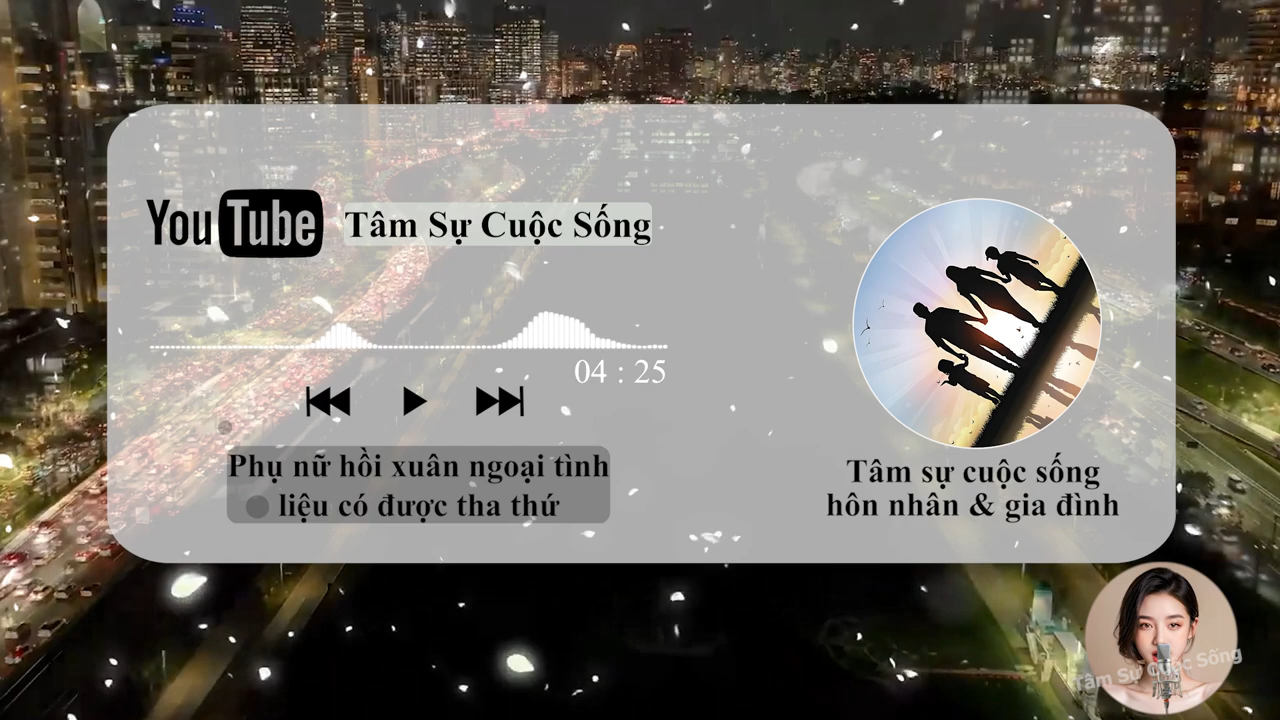 YouTube Tâm Sự Cuộc Sống
04 : 25
Phụ nữ hồi xuân ngoại tình
liệu có được tha thứ
Tâm sự cuộc sống
hôn nhân & gia đình
Tâm Sự Cuộc Sống